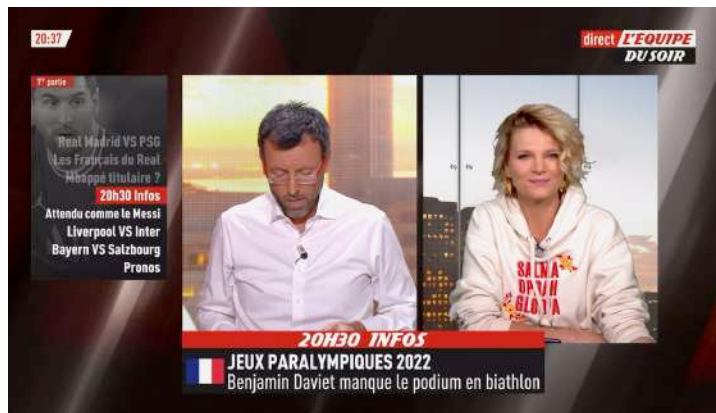 20:37
direct L'ÉQUIPE
DU SOIR
1re partie
Real Madrid VS PSG
Les Français du Real
Mbappé titulaire ?
20h30 Infos
Attendu comme le Messi
Liverpool VS Inter
Bayern VS Salzbourg
Pronos
20H30 INFOS
JEUX PARALYMPIQUES 2022
Benjamin Daviet manque le podium en biathlon